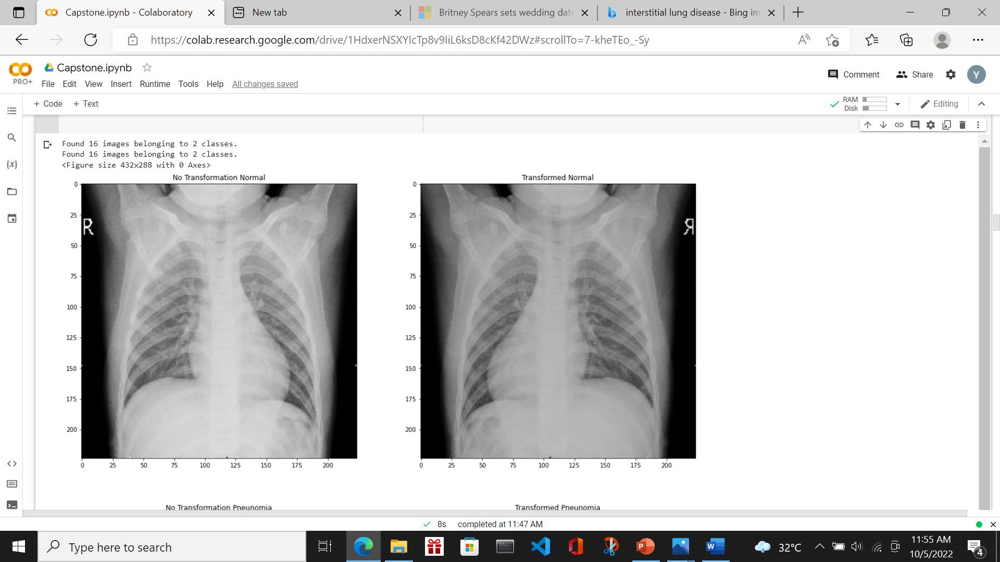 Capstone.ipynb - Colaboratory
New tab
Britney Spears sets wedding date
interstitial lung disease - Bing im
https://colab.research.google.com/drive/1HdxerNSXYIcTp8v9IiL6ksD8cKf42DWz#scrollTo=7-kheTEo_-Sy
PRO+
Capstone.ipynb
File Edit View Insert Runtime Tools Help All changes saved
Comment Share Y
+ Code + Text
RAM
Disk
Editing
{x}
Found 16 images belonging to 2 classes.
Found 16 images belonging to 2 classes.
<Figure size 432x288 with 0 Axes>
No Transformation Normal
0
25
50
75
100
125
150
175
200
R
0 25 50 75 100 125 150 175 200
Transformed Normal
0
25
50
75
100
125
150
175
200
R
0 25 50 75 100 125 150 175 200
No Transformation Pneunomia
Transformed Pneunomia
8s completed at 11:47 AM
Type here to search
32°C
11:55 AM
10/5/2022
4